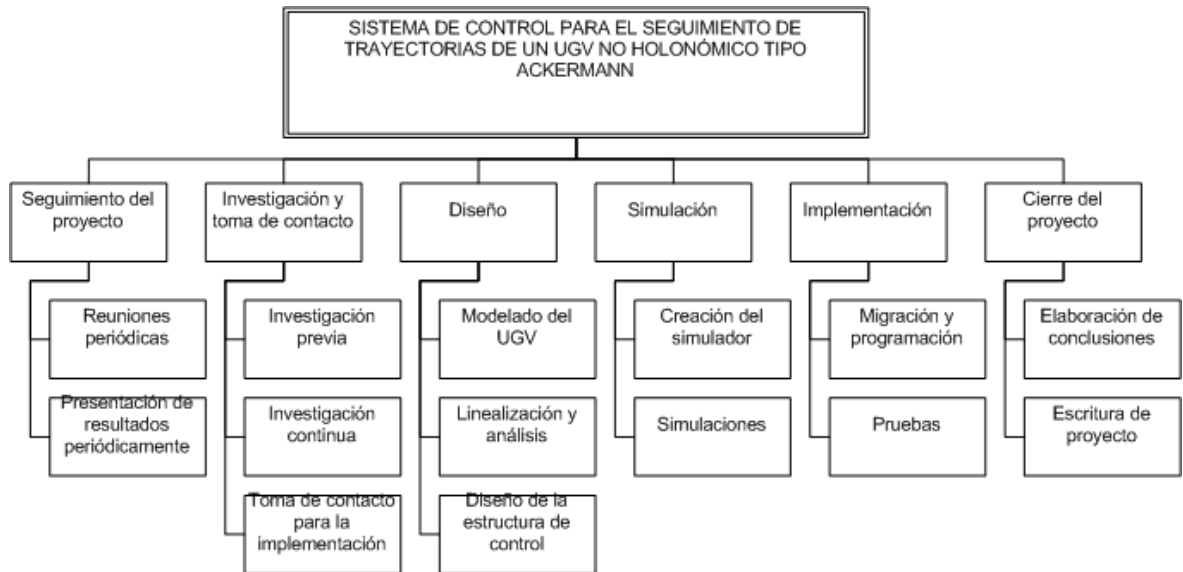 SISTEMA DE CONTROL PARA EL SEGUIMIENTO DE
TRAYECTORIAS DE UN UGV NO HOLONÓMICO TIPO
ACKERMANN
Seguimiento del
proyecto
Investigación y
toma de contacto
Diseño
Simulación
Implementación
Cierre del
proyecto
Reuniones
periódicas
Investigación
previa
Modelado del
UGV
Creación del
simulador
Migración y
programación
Elaboración de
conclusiones
Presentación de
resultados
periódicamente
Investigación
continua
Linealización y
análisis
Simulaciones
Pruebas
Escritura de
proyecto
Toma de contacto
para la
implementación
Diseño de la
estructura de
control